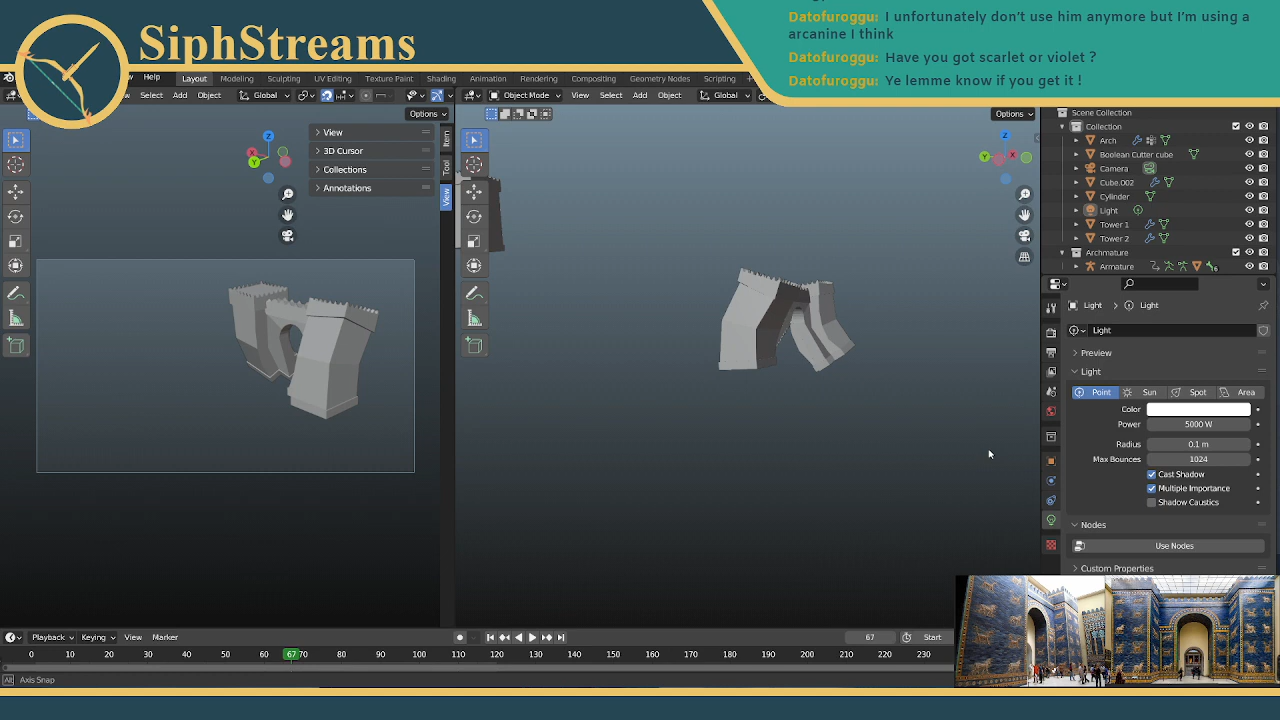 SiphStreams
Datofuroggu: I unfortunately don't use him anymore but I'm using a
arcanine I think
Datofuroggu: Have you got scarlet or violet ?
Datofuroggu: Ye lemme know if you get it !
Help Layout Modeling Sculpting UV Editing Texture Paint Shading Animation Rendering Compositing Geometry Nodes Scripting
View Select Add Object Global
Object Mode View Select Add Object Global
Options
Options
View
3D Cursor
Collections
Annotations
Item
Tool
View
Z
X
Y
Z
Y
X
Scene Collection
Collection
Arch
Boolean Cutter cube
Camera
Cube.002
Cylinder
Light
Tower 1
Tower 2
Archmature
Armature
6
Light > Light
Light
Preview
Light
Point Sun Spot Area
Color
Power 5000 W
Radius 0.1 m
Max Bounces 1024
Cast Shadow
Multiple Importance
Shadow Caustics
Nodes
Use Nodes
Custom Properties
Playback Keying View Marker
67 Start
0 10 20 30 40 50 60 67 70 80 90 100 110 120 130 140 150 160 170 180 190 200 210 220 230
Alt Axis Snap